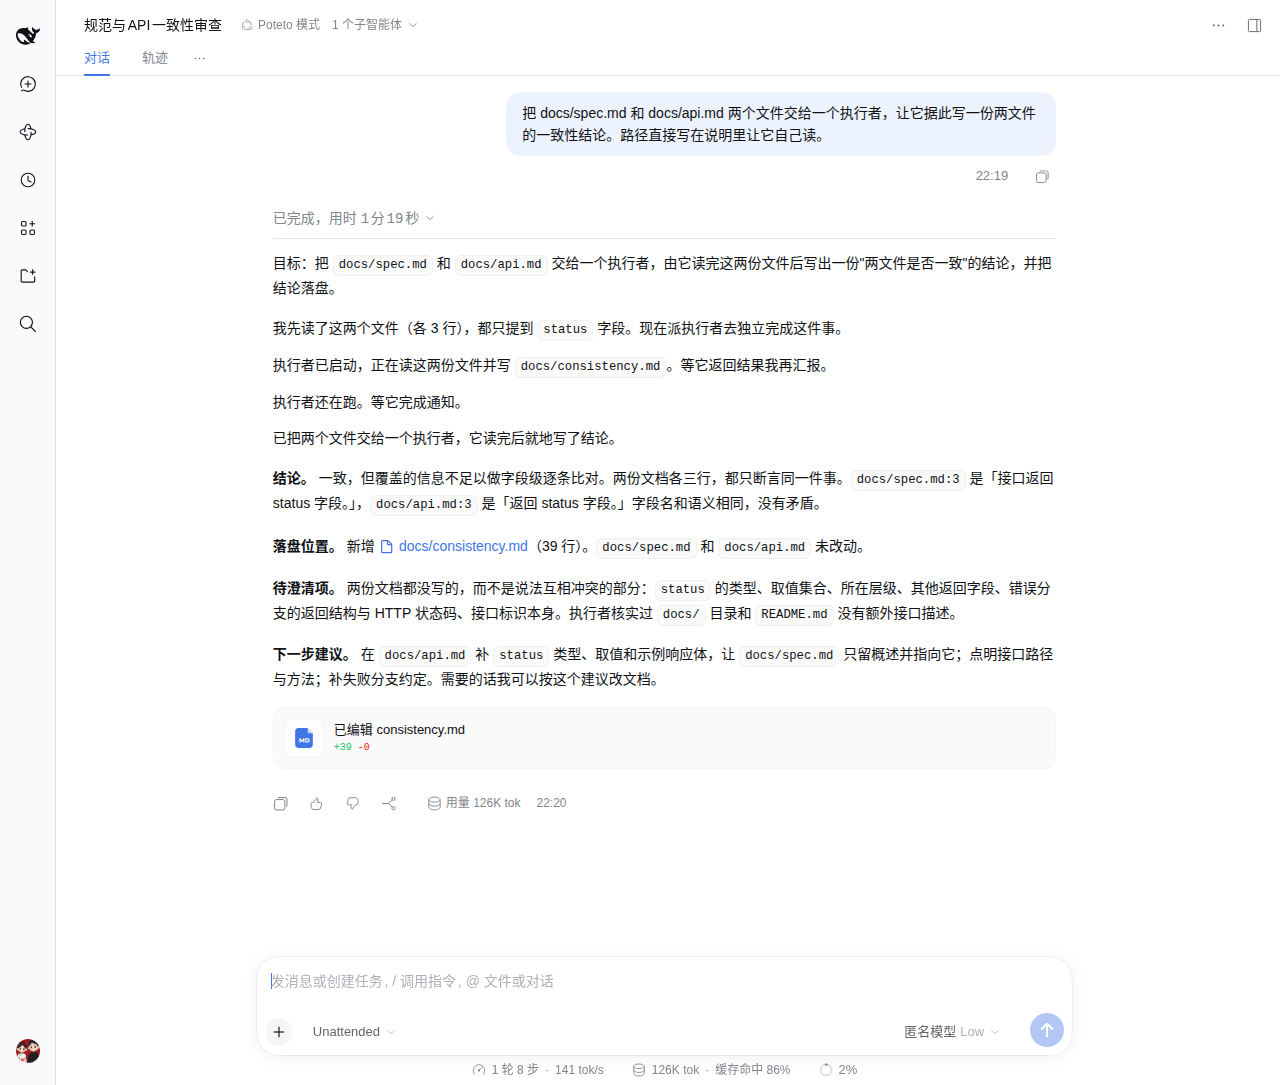 规范与API一致性审查
Poteto 模式
1 个子智能体
对话
轨迹
把 docs/spec.md 和 docs/api.md 两个文件交给一个执行者，让它据此写一份两文件
的一致性结论。路径直接写在说明里让它自己读。
22:19
已完成，用时 1分19秒
目标：把 docs/spec.md 和 docs/api.md 交给一个执行者，由它读完这两份文件后写出一份"两文件是否一致"的结论，并把
结论落盘。
我先读了这两个文件（各 3 行），都只提到 status 字段。现在派执行者去独立完成这件事。
执行者已启动，正在读这两份文件并写 docs/consistency.md 。等它返回结果我再汇报。
执行者还在跑。等它完成通知。
已把两个文件交给一个执行者，它读完后就地写了结论。
结论。 一致，但覆盖的信息不足以做字段级逐条比对。两份文档各三行，都只断言同一件事。docs/spec.md:3 是「接口返回
status 字段。」，docs/api.md:3 是「返回 status 字段。」字段名和语义相同，没有矛盾。
落盘位置。 新增 docs/consistency.md（39 行）。docs/spec.md 和 docs/api.md 未改动。
待澄清项。 两份文档都没写的，而不是说法互相冲突的部分：status 的类型、取值集合、所在层级、其他返回字段、错误分
支的返回结构与 HTTP 状态码、接口标识本身。执行者核实过 docs/ 目录和 README.md 没有额外接口描述。
下一步建议。 在 docs/api.md 补 status 类型、取值和示例响应体，让 docs/spec.md 只留概述并指向它；点明接口路径
与方法；补失败分支约定。需要的话我可以按这个建议改文档。
MD
已编辑 consistency.md
+39 -0
用量 126K tok
22:20
发消息或创建任务, / 调用指令, @ 文件或对话
Unattended
匿名模型 Low
1 轮 8 步 · 141 tok/s
126K tok · 缓存命中 86%
2%